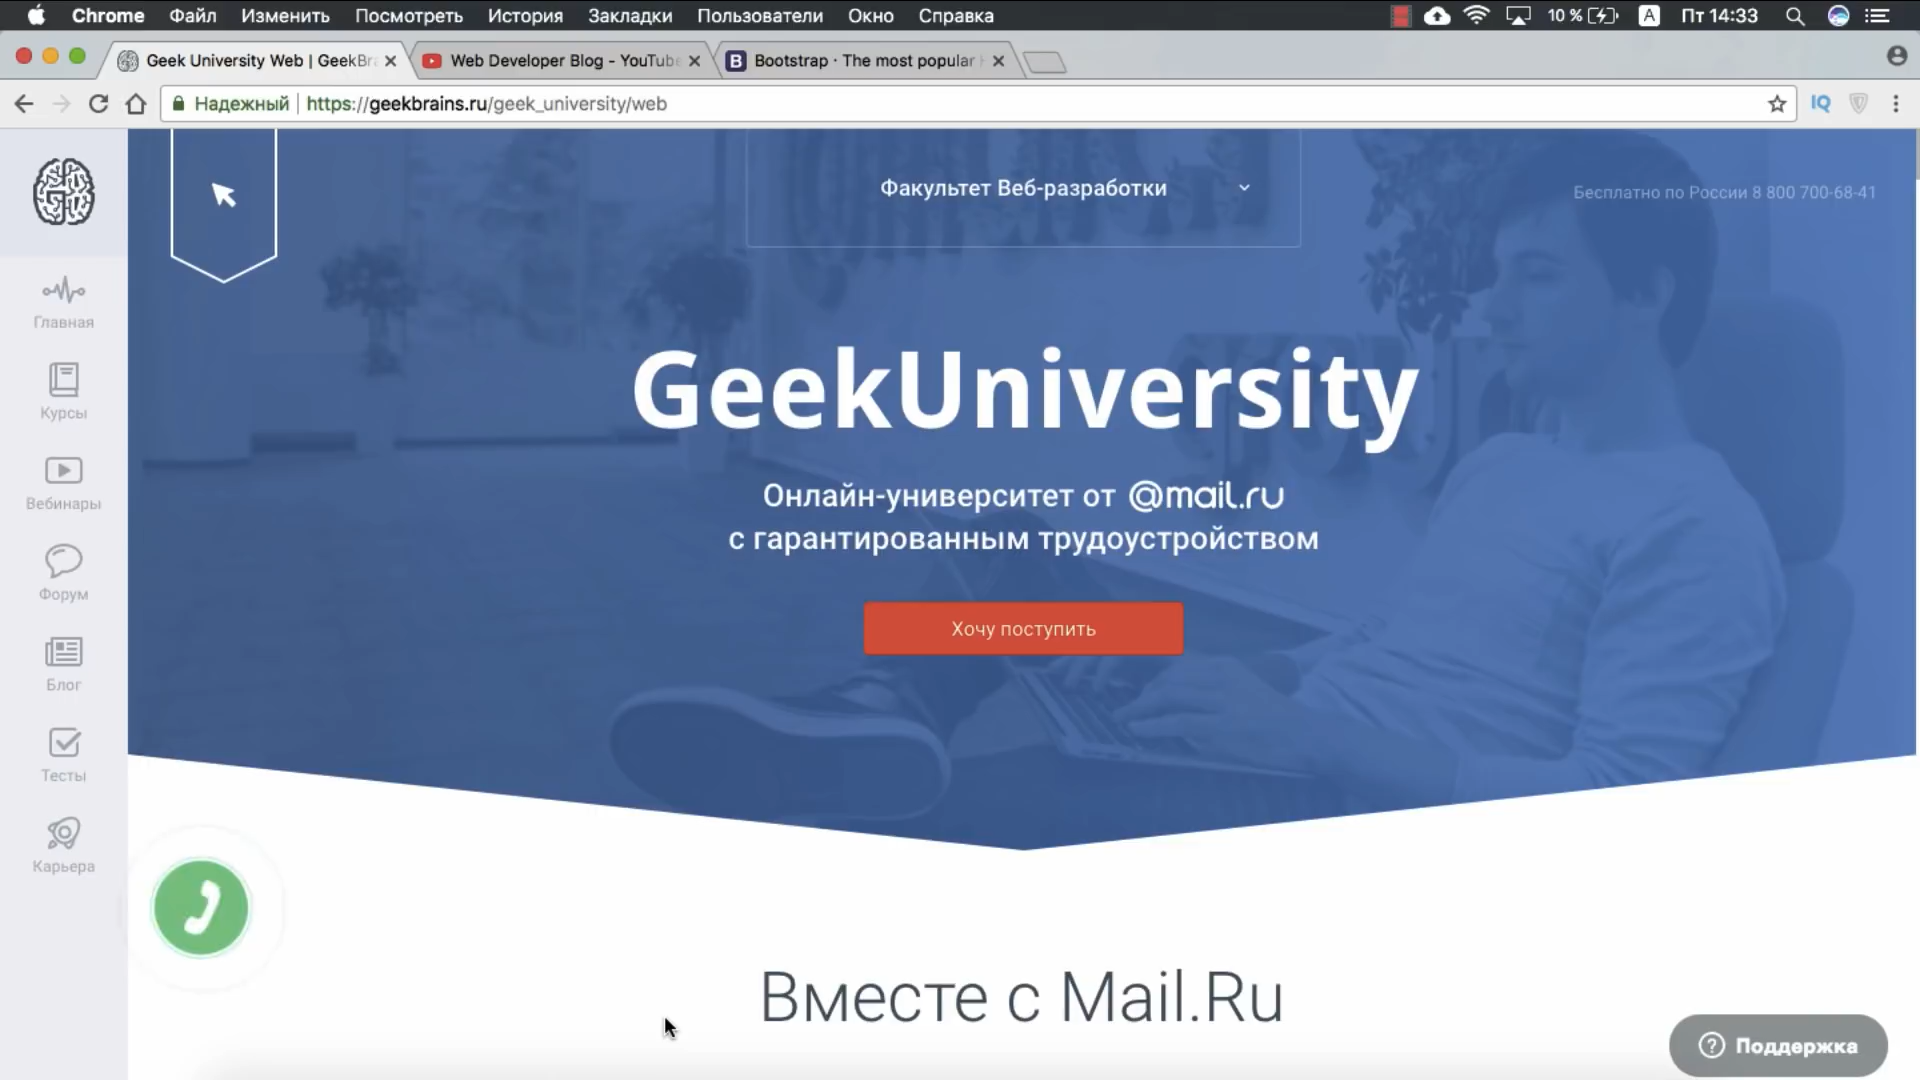 Chrome Файл Изменить Посмотреть История Закладки Пользователи Окно Справка 10 % A Пт 14:33
Geek University Web | GeekBr Web Developer Blog - YouTube Bootstrap · The most popular
Надежный https://geekbrains.ru/geek_university/web IQ
Факультет Веб-разработки
Бесплатно по России 8 800 700-68-41
Главная
Курсы
Вебинары
Форум
Блог
Тесты
Карьера
GeekUniversity
Онлайн-университет от @mail.ru
с гарантированным трудоустройством
Хочу поступить
Вместе с Mail.Ru
Поддержка